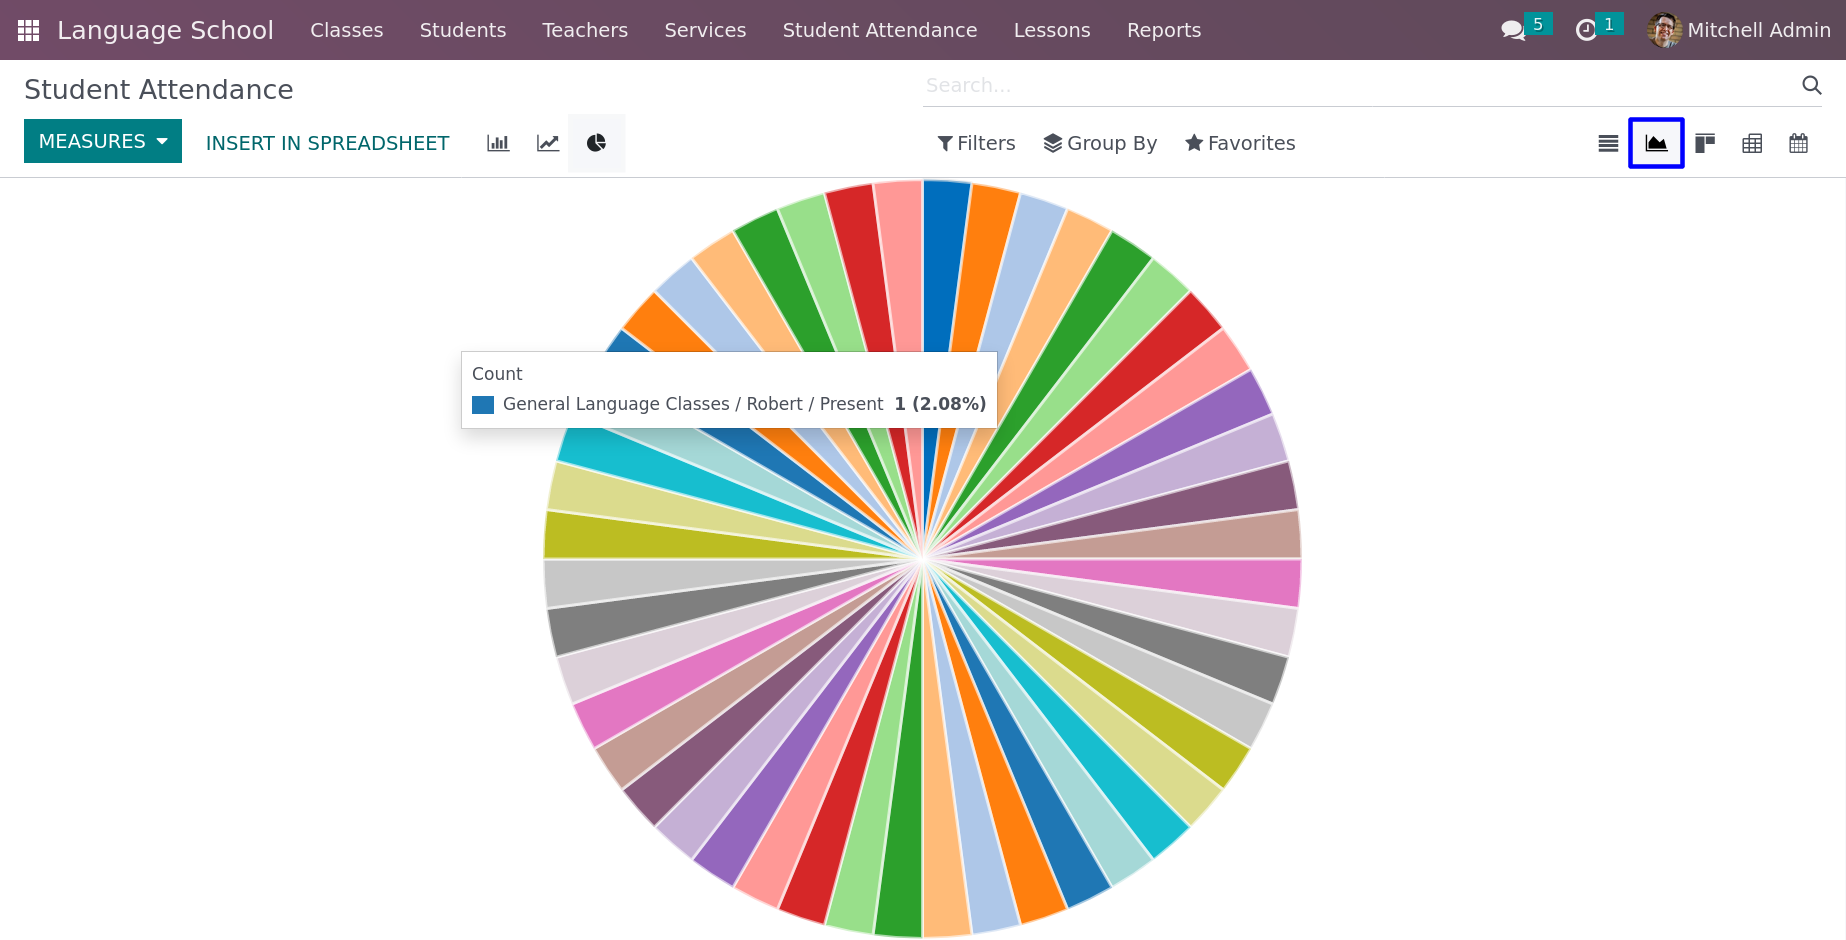 Language School Classes Students Teachers Services Student Attendance Lessons Reports 5 1 Mitchell Admin
Student Attendance Search...
MEASURES INSERT IN SPREADSHEET Filters Group By Favorites
Count
General Language Classes / Robert / Present 1 (2.08%)